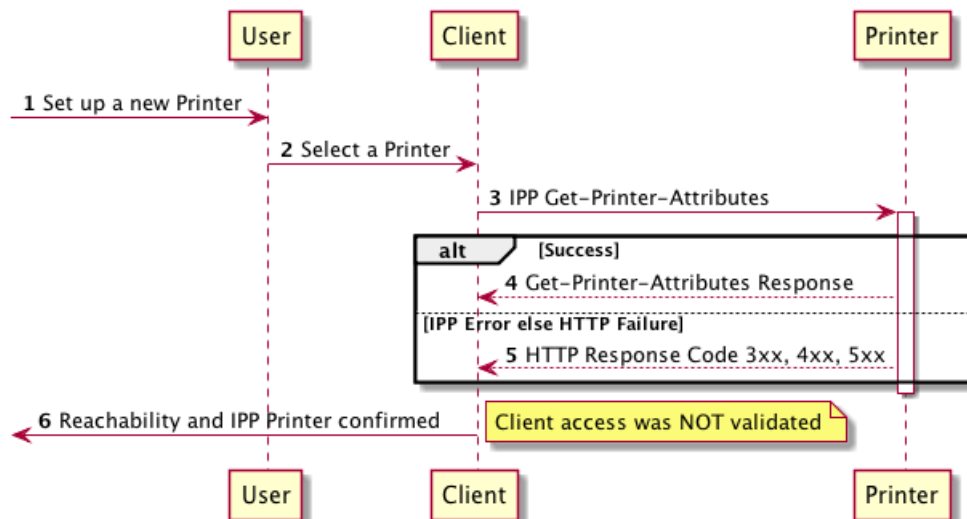 User Client Printer
1 Set up a new Printer
2 Select a Printer
3 IPP Get-Printer-Attributes
alt [Success]
4 Get-Printer-Attributes Response
[IPP Error else HTTP Failure]
5 HTTP Response Code 3xx, 4xx, 5xx
6 Reachability and IPP Printer confirmed Client access was NOT validated
User Client Printer